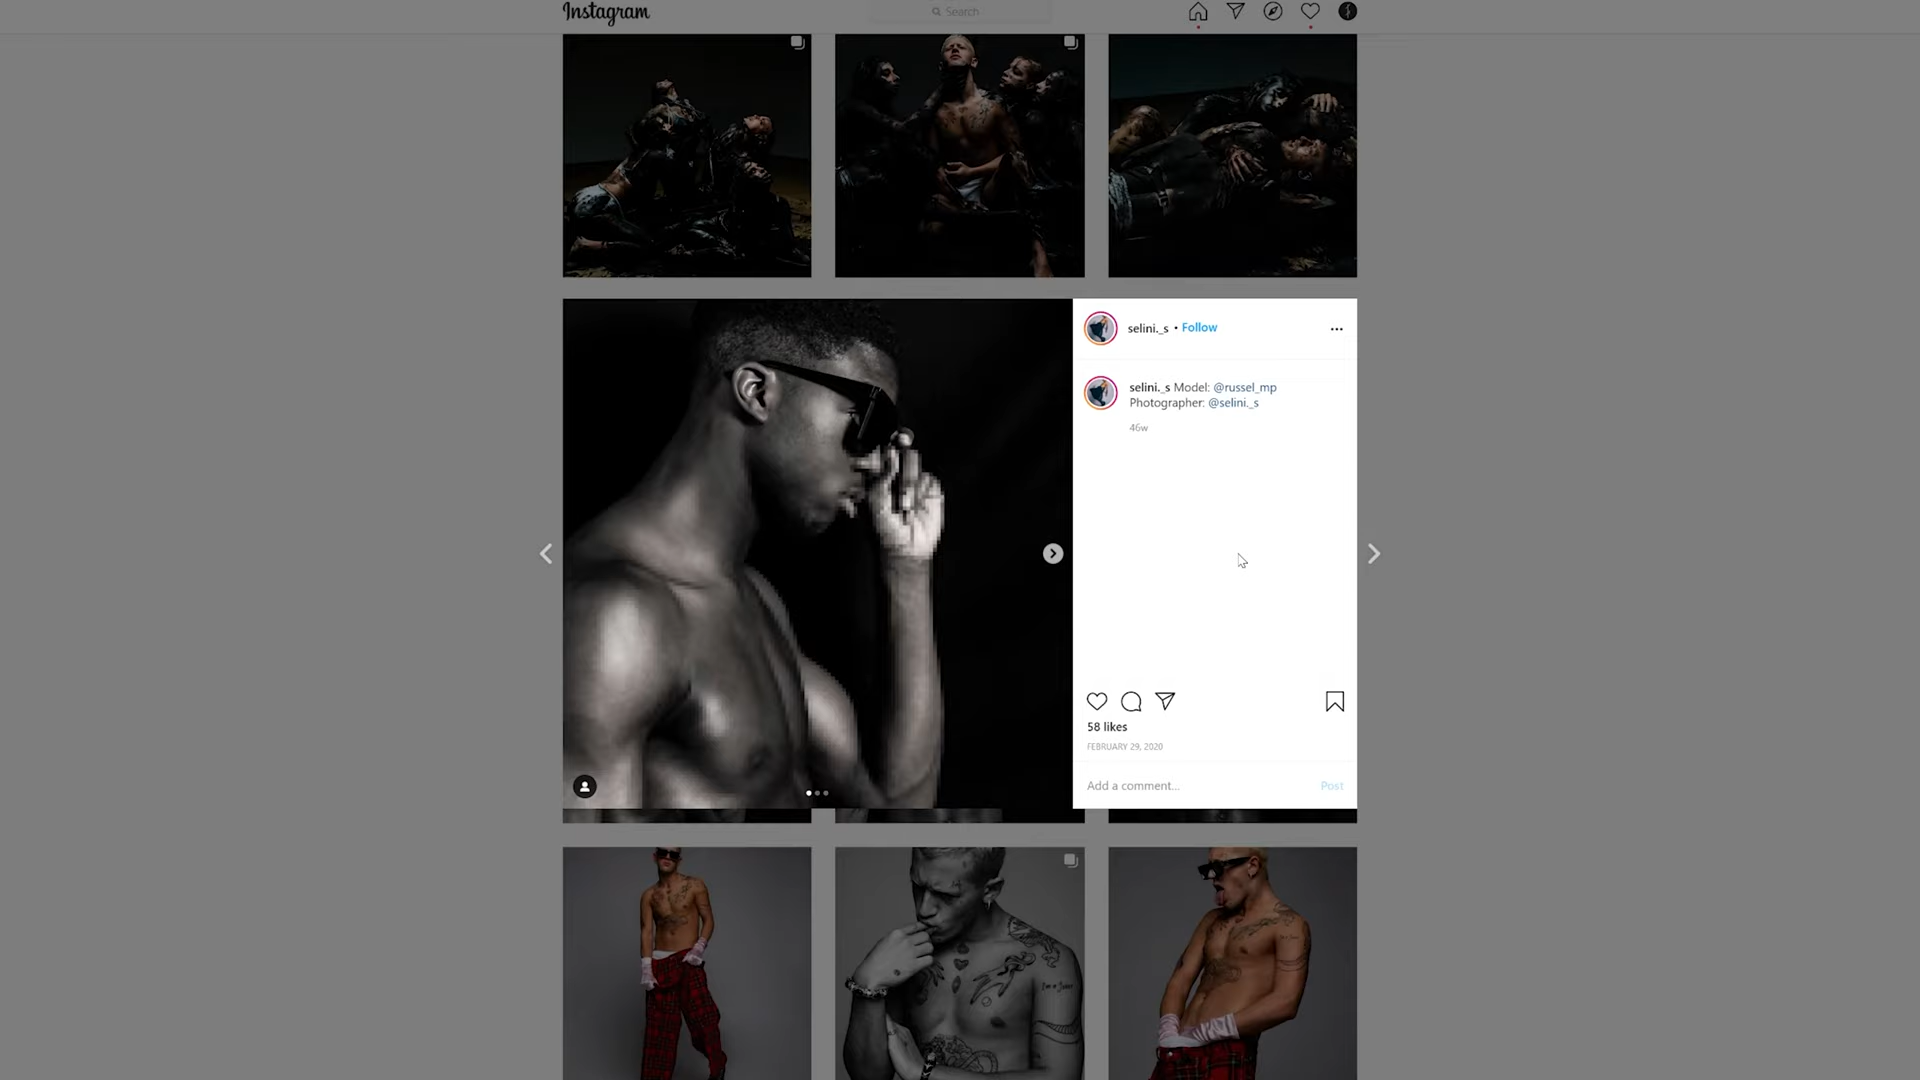 Instagram
Search
selini._s • Follow
selini._s Model: @russel_mp
Photographer: @selini._s
46w
58 likes
FEBRUARY 29, 2020
Add a comment...
Post